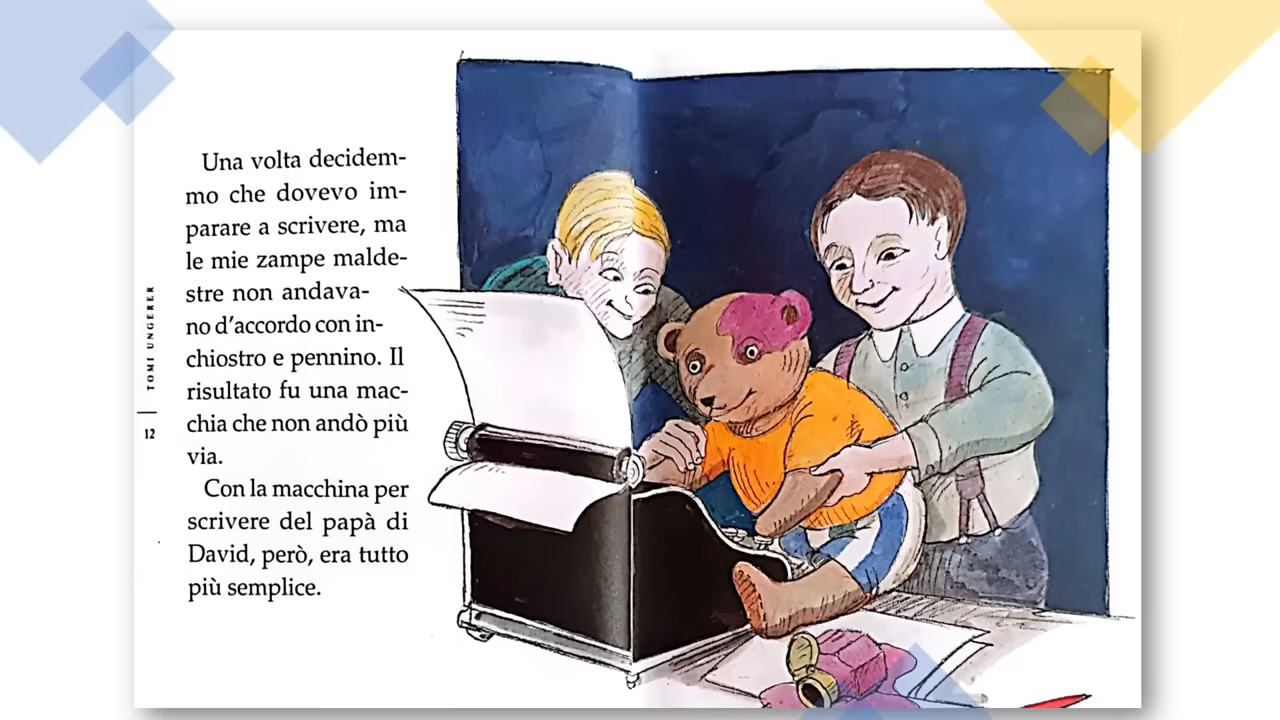 Una volta decidem-
mo che dovevo im-
parare a scrivere, ma
le mie zampe malde-
stre non andava-
no d'accordo con in-
chiostro e pennino. Il
risultato fu una mac-
chia che non andò più
via.
Con la macchina per
scrivere del papà di
David, però, era tutto
più semplice.
TOMI UNGERER
12